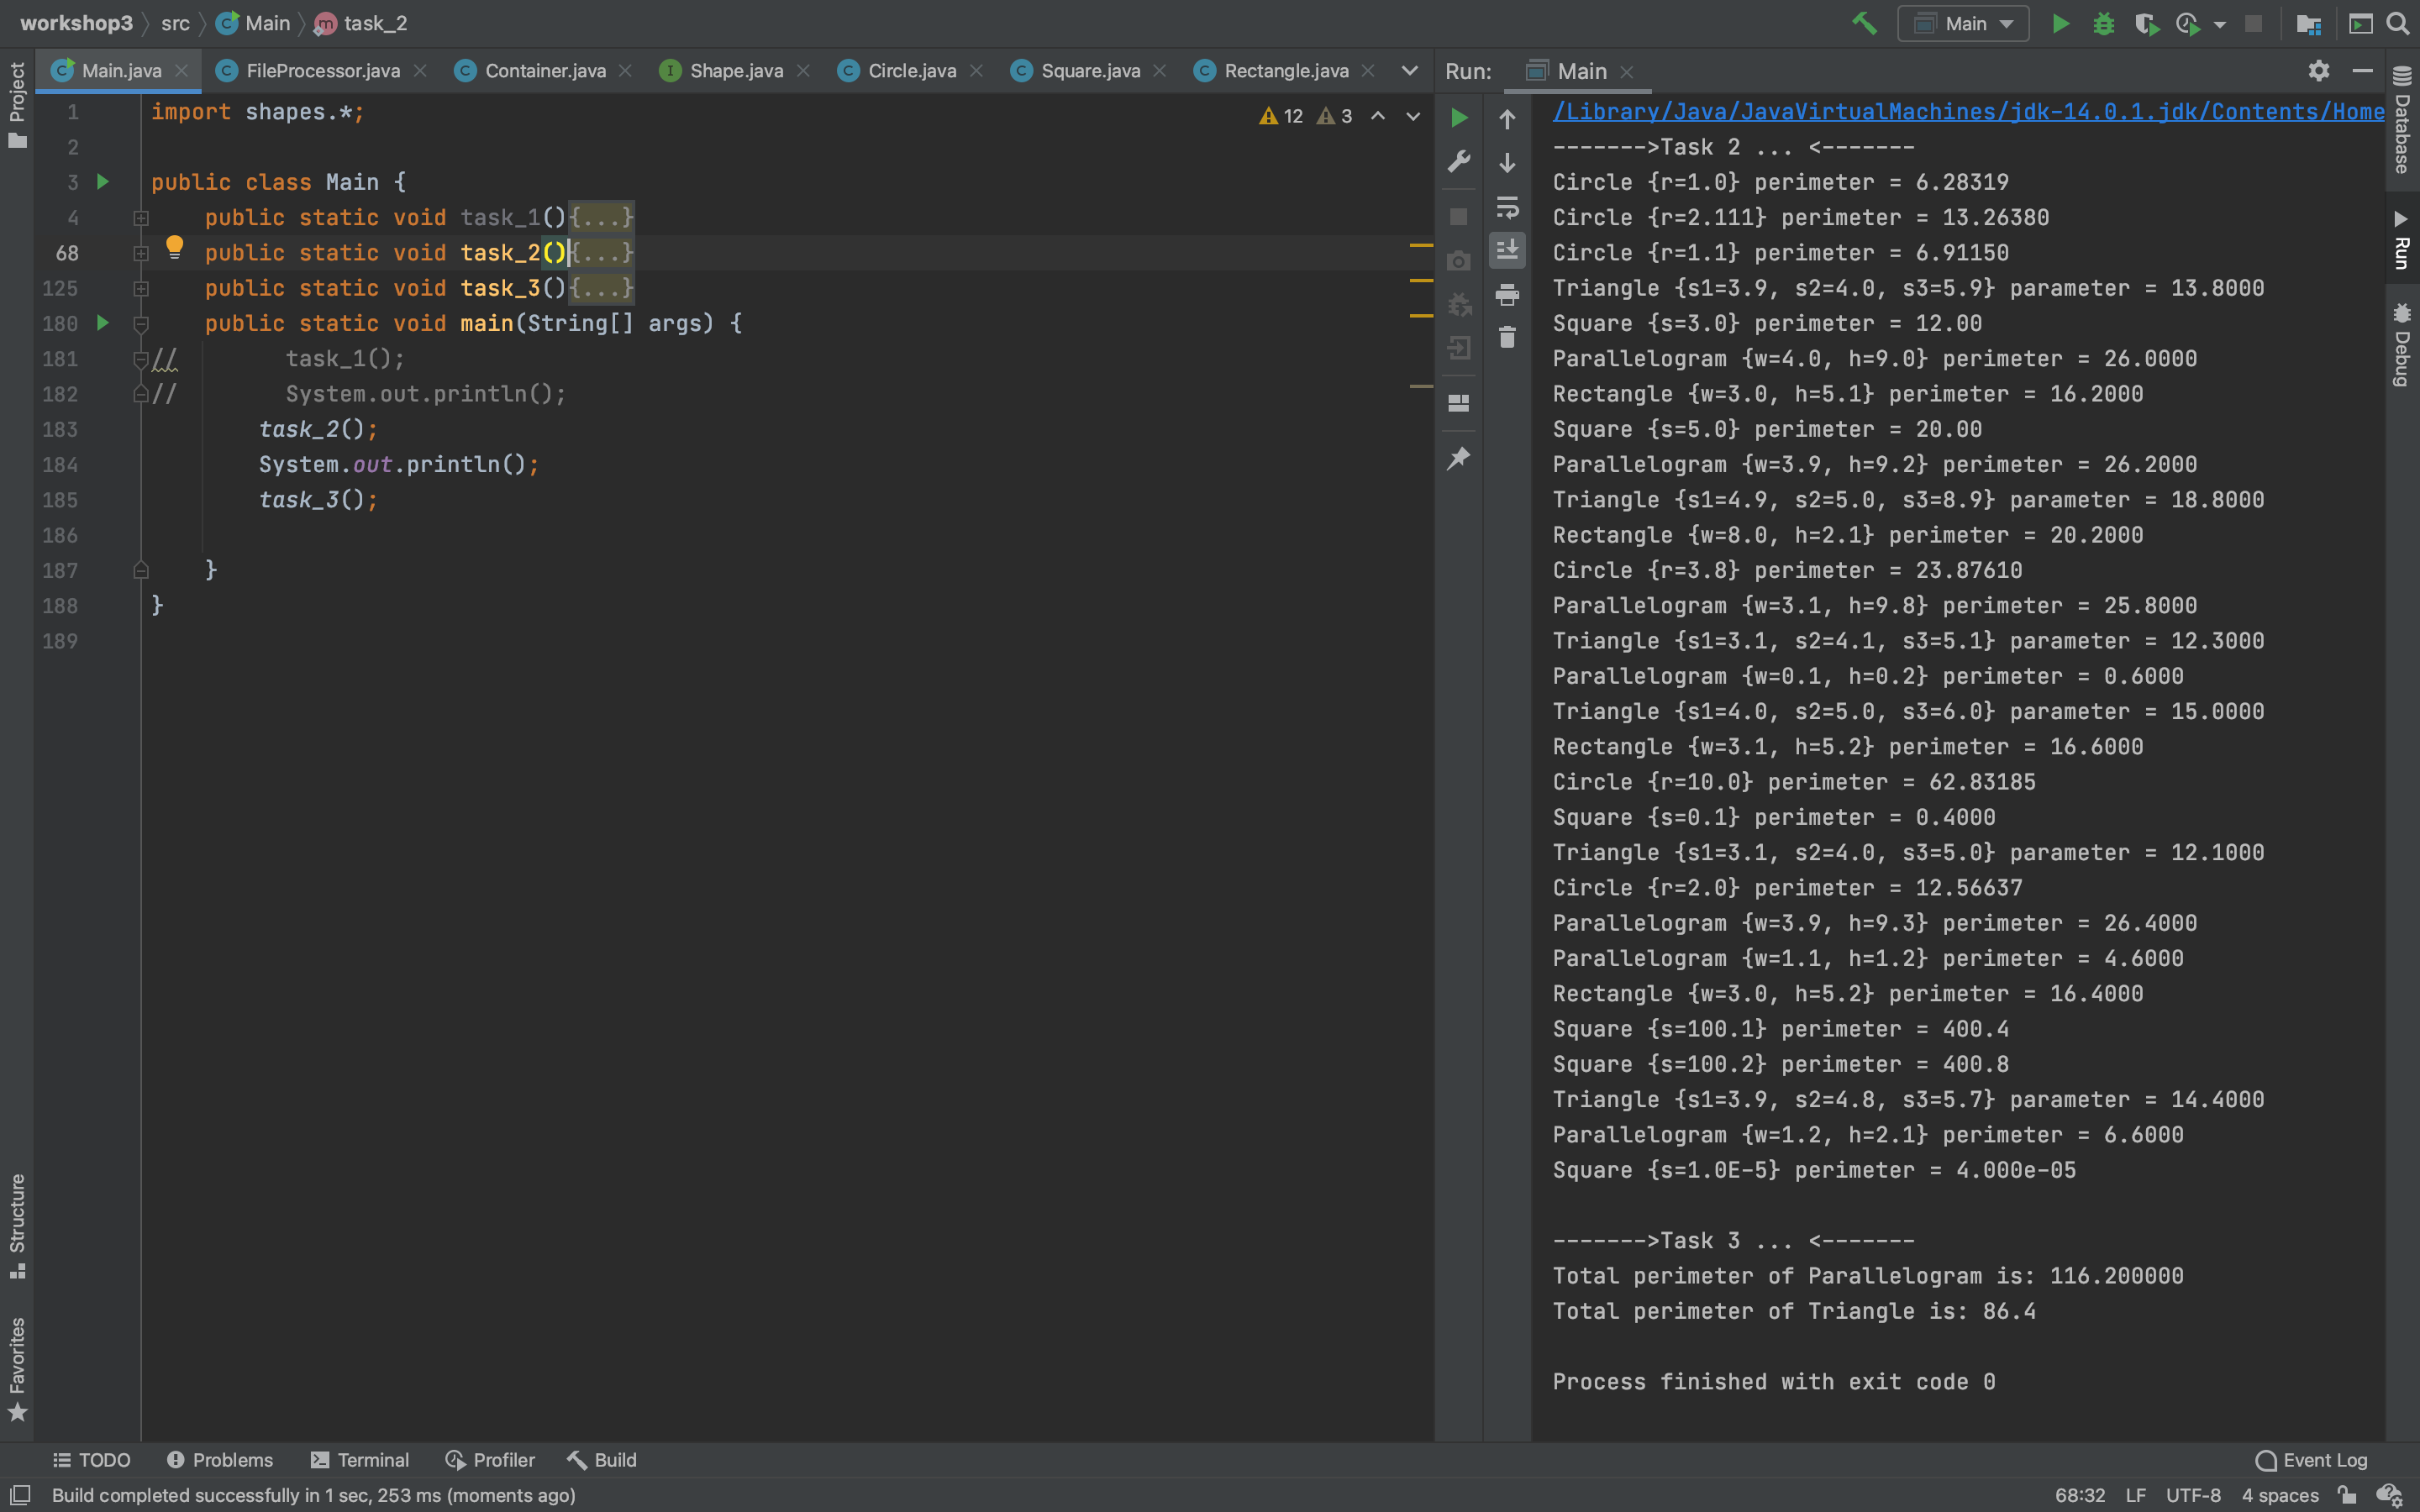 workshop3 src Main task_2
Main
Main.java FileProcessor.java Container.java Shape.java Circle.java Square.java Rectangle.java
Run: Main
Project
Structure
Favorites
12 3
1 import shapes.*;
2
3 public class Main {
4 public static void task_1(){...}
68 public static void task_2(){...}
125 public static void task_3(){...}
180 public static void main(String[] args) {
181 // task_1();
182 // System.out.println();
183 task_2();
184 System.out.println();
185 task_3();
186
187 }
188 }
189
/Library/Java/JavaVirtualMachines/jdk-14.0.1.jdk/Contents/Home
------->Task 2 ... <-------
Circle {r=1.0} perimeter = 6.28319
Circle {r=2.111} perimeter = 13.26380
Circle {r=1.1} perimeter = 6.91150
Triangle {s1=3.9, s2=4.0, s3=5.9} parameter = 13.8000
Square {s=3.0} perimeter = 12.00
Parallelogram {w=4.0, h=9.0} perimeter = 26.0000
Rectangle {w=3.0, h=5.1} perimeter = 16.2000
Square {s=5.0} perimeter = 20.00
Parallelogram {w=3.9, h=9.2} perimeter = 26.2000
Triangle {s1=4.9, s2=5.0, s3=8.9} parameter = 18.8000
Rectangle {w=8.0, h=2.1} perimeter = 20.2000
Circle {r=3.8} perimeter = 23.87610
Parallelogram {w=3.1, h=9.8} perimeter = 25.8000
Triangle {s1=3.1, s2=4.1, s3=5.1} parameter = 12.3000
Parallelogram {w=0.1, h=0.2} perimeter = 0.6000
Triangle {s1=4.0, s2=5.0, s3=6.0} parameter = 15.0000
Rectangle {w=3.1, h=5.2} perimeter = 16.6000
Circle {r=10.0} perimeter = 62.83185
Square {s=0.1} perimeter = 0.4000
Triangle {s1=3.1, s2=4.0, s3=5.0} parameter = 12.1000
Circle {r=2.0} perimeter = 12.56637
Parallelogram {w=3.9, h=9.3} perimeter = 26.4000
Parallelogram {w=1.1, h=1.2} perimeter = 4.6000
Rectangle {w=3.0, h=5.2} perimeter = 16.4000
Square {s=100.1} perimeter = 400.4
Square {s=100.2} perimeter = 400.8
Triangle {s1=3.9, s2=4.8, s3=5.7} parameter = 14.4000
Parallelogram {w=1.2, h=2.1} perimeter = 6.6000
Square {s=1.0E-5} perimeter = 4.000e-05
------->Task 3 ... <-------
Total perimeter of Parallelogram is: 116.200000
Total perimeter of Triangle is: 86.4
Process finished with exit code 0
Database
Run
Debug
TODO Problems Terminal Profiler Build
Event Log
Build completed successfully in 1 sec, 253 ms (moments ago)
68:32 LF UTF-8 4 spaces